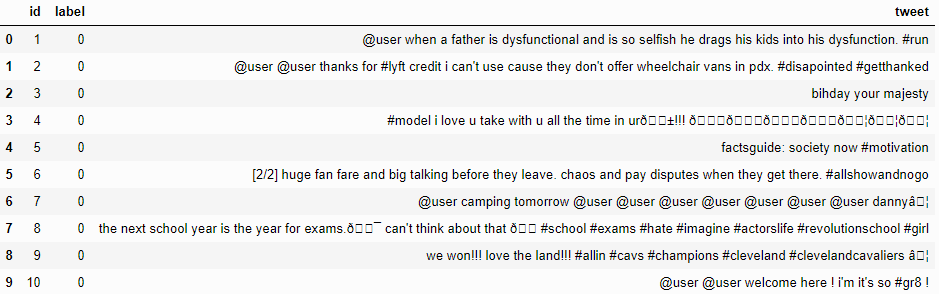 id label tweet
0 1 0 @user when a father is dysfunctional and is so selfish he drags his kids into his dysfunction. #run
1 2 0 @user @user thanks for #lyft credit i can't use cause they don't offer wheelchair vans in pdx. #disapointed #getthanked
2 3 0 bihday your majesty
3 4 0 #model i love u take with u all the time in urð□□±!!! ð□□□ð□□□ð□□□ð□□□ð□□¦ð□□¦ð□□¦
4 5 0 factsguide: society now #motivation
5 6 0 [2/2] huge fan fare and big talking before they leave. chaos and pay disputes when they get there. #allshowandnogo
6 7 0 @user camping tomorrow @user @user @user @user @user @user @user dannyâ□¦
7 8 0 the next school year is the year for exams.ð□□¯ can't think about that ð□□ #school #exams #hate #imagine #actorslife #revolutionschool #girl
8 9 0 we won!!! love the land!!! #allin #cavs #champions #cleveland #clevelandcavaliers â□¦
9 10 0 @user @user welcome here ! i'm it's so #gr8 !